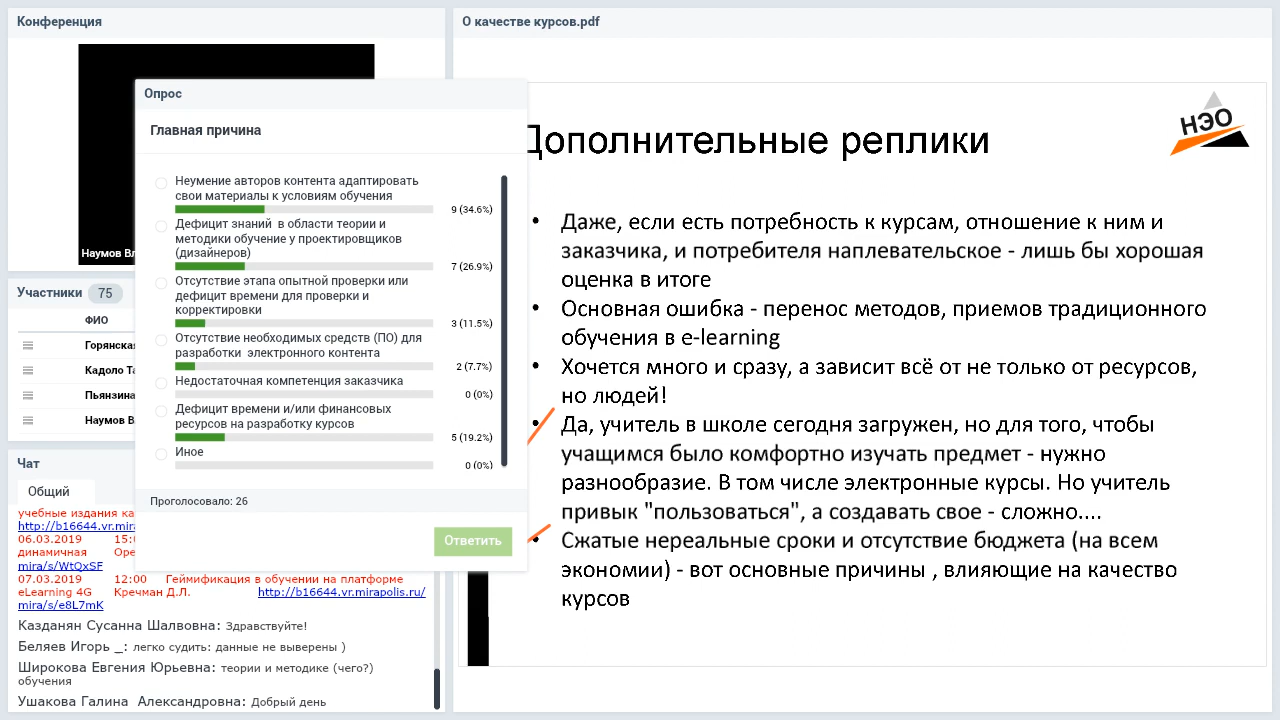 Конференция
Наумов Вл
Участники 75
ФИО
Горянска
Кадоло Та
Пьянзина
Наумов В
Чат
Общий
учебные издания ка
http://b16644.vr.mira
06.03.2019 15:
динамичная Оре
mira/s/WtQxSF
07.03.2019 12:00 Геймификация в обучении на платформе
eLearning 4G Кречман Д.Л. http://b16644.vr.mirapolis.ru/
mira/s/e8L7mK
Казданян Сусанна Шалвовна: Здравствуйте!
Беляев Игорь _: легко судить: данные не выверены )
Широкова Евгения Юрьевна: теории и методике (чего?)
обучения
Ушакова Галина Александровна: Добрый день
Опрос
Главная причина
Неумение авторов контента адаптировать
свои материалы к условиям обучения
9 (34.6%)
Дефицит знаний в области теории и
методики обучение у проектировщиков
(дизайнеров)
7 (26.9%)
Отсутствие этапа опытной проверки или
дефицит времени для проверки и
корректировки
3 (11.5%)
Отсутствие необходимых средств (ПО) для
разработки электронного контента
2 (7.7%)
Недостаточная компетенция заказчика
0 (0%)
Дефицит времени и/или финансовых
ресурсов на разработку курсов
5 (19.2%)
Иное
0 (0%)
Проголосовало: 26
Ответить
О качестве курсов.pdf
НЭО
Дополнительные реплики
• Даже, если есть потребность к курсам, отношение к ним и
заказчика, и потребителя наплевательское - лишь бы хорошая
оценка в итоге
• Основная ошибка - перенос методов, приемов традиционного
обучения в e-learning
• Хочется много и сразу, а зависит всё от не только от ресурсов,
но людей!
• Да, учитель в школе сегодня загружен, но для того, чтобы
учащимся было комфортно изучать предмет - нужно
разнообразие. В том числе электронные курсы. Но учитель
привык "пользоваться", а создавать свое - сложно....
• Сжатые нереальные сроки и отсутствие бюджета (на всем
экономии) - вот основные причины , влияющие на качество
курсов